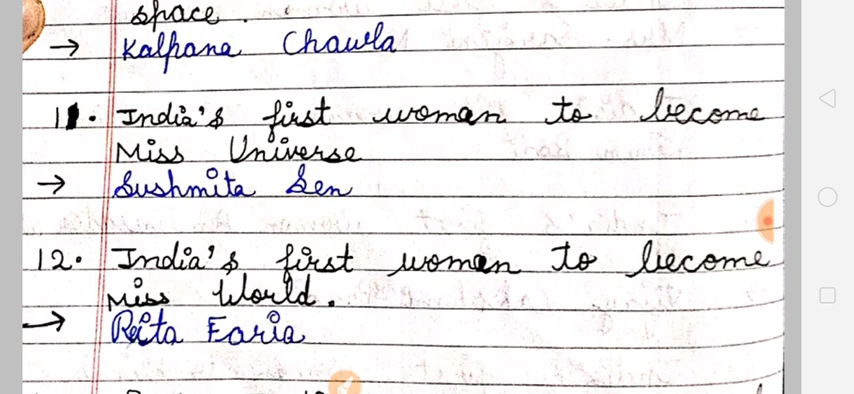 space.
→ Kalpana Chawla
11. India's first woman to become
Miss Universe
→ Sushmita Sen
12. India's first woman to become
Miss World.
→ Reita Faria